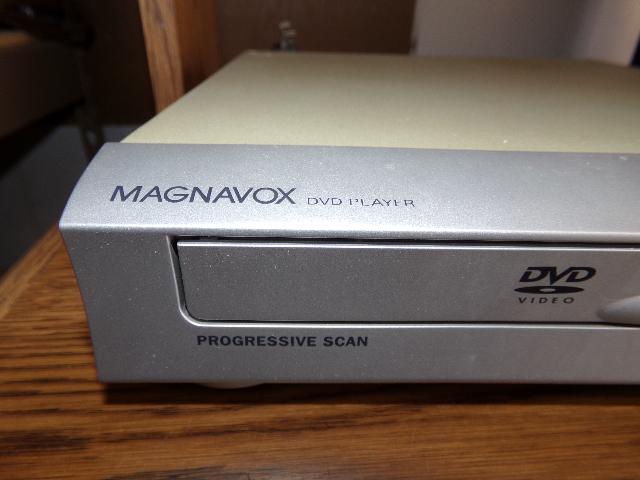 MAGNAVOX DVD PLAYER
DVD
VIDEO
PROGRESSIVE SCAN